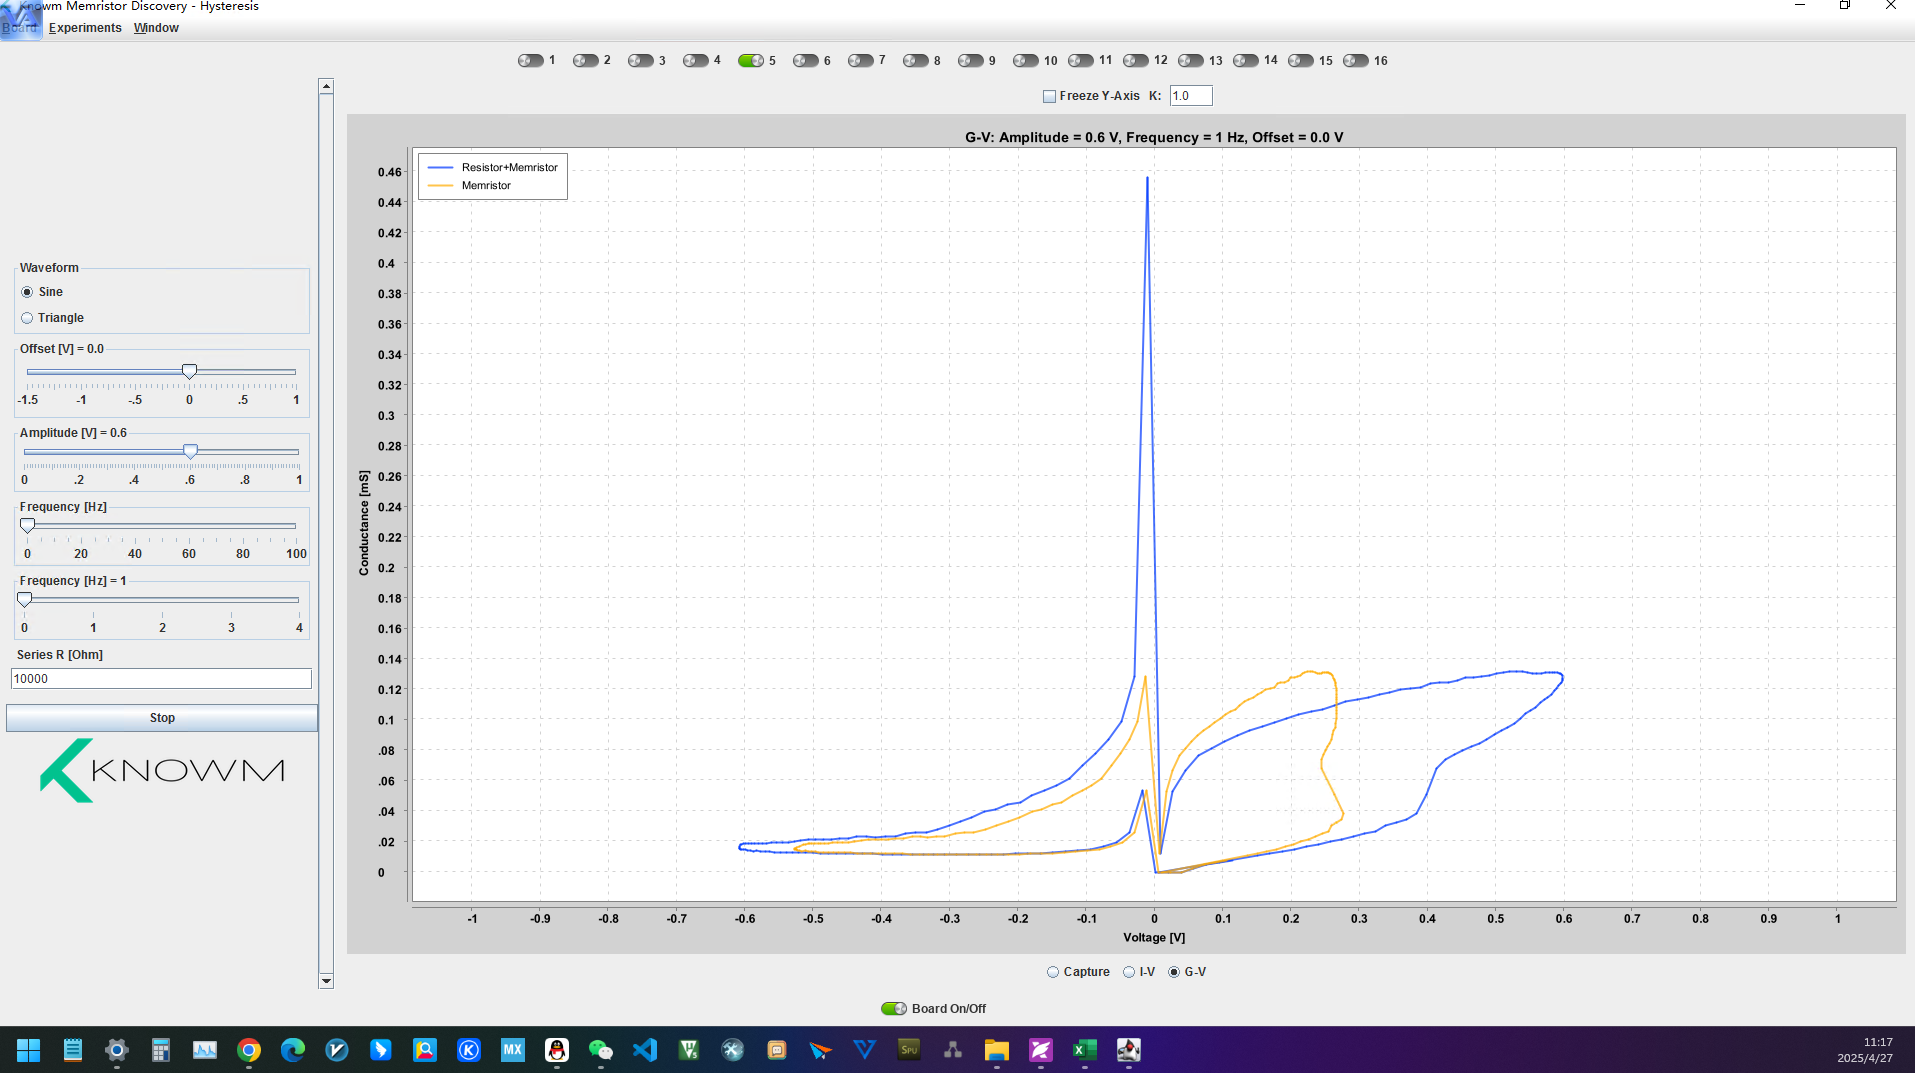 Knowm Memristor Discovery - Hysteresis
Board Experiments Window
1 2 3 4 5 6 7 8 9 10 11 12 13 14 15 16
Freeze Y-Axis K: 1.0
G-V: Amplitude = 0.6 V, Frequency = 1 Hz, Offset = 0.0 V
Resistor+Memristor
Memristor
0.46
0.44
0.42
0.4
0.38
0.36
0.34
0.32
0.3
0.28
0.26
0.24
0.22
0.2
0.18
0.16
0.14
0.12
0.1
.08
.06
.04
.02
0
Conductance [mS]
-1 -0.9 -0.8 -0.7 -0.6 -0.5 -0.4 -0.3 -0.2 -0.1 0 0.1 0.2 0.3 0.4 0.5 0.6 0.7 0.8 0.9 1
Voltage [V]
Waveform
Sine
Triangle
Offset [V] = 0.0
-1.5 -1 -.5 0 .5 1
Amplitude [V] = 0.6
0 .2 .4 .6 .8 1
Frequency [Hz]
0 20 40 60 80 100
Frequency [Hz] = 1
0 1 2 3 4
Series R [Ohm]
10000
Stop
KNOWM
Capture I-V G-V
Board On/Off
MX
Spu
11:17
2025/4/27